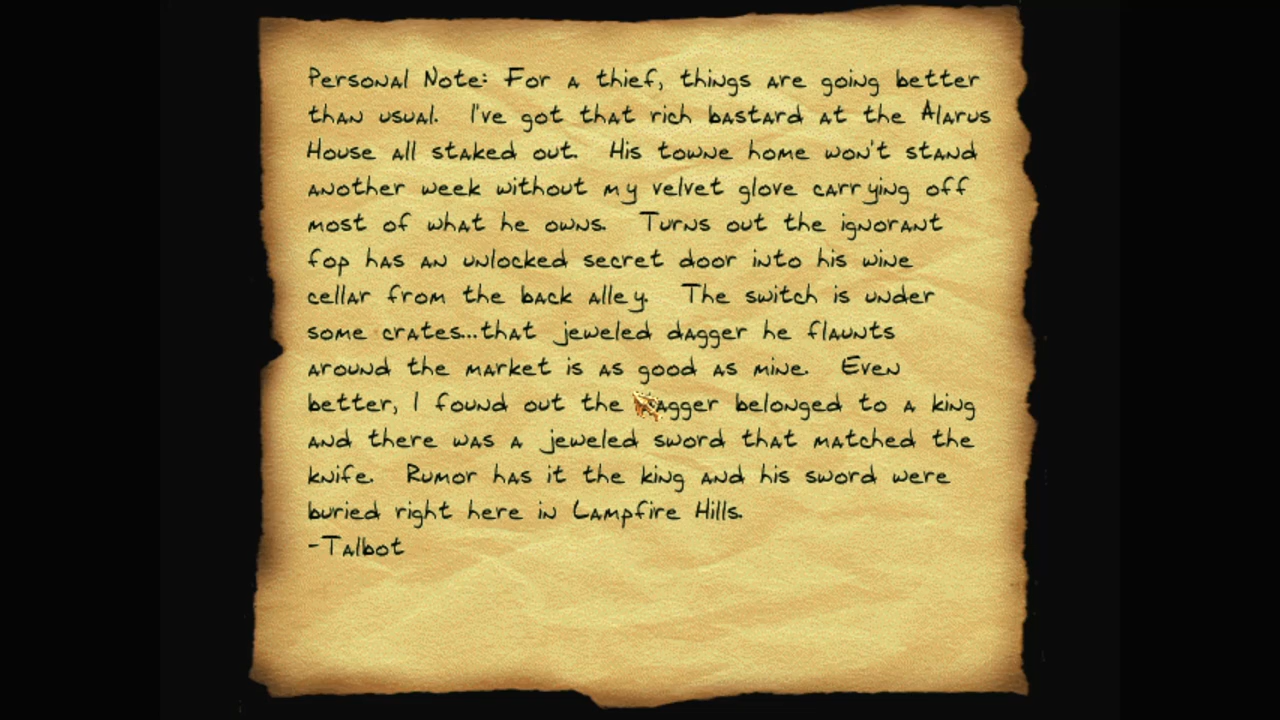 Personal Note: For a thief, things are going better
than usual. I've got that rich bastard at the Alarus
House all staked out. His towne home won't stand
another week without my velvet glove carrying off
most of what he owns. Turns out the ignorant
fop has an unlocked secret door into his wine
cellar from the back alley. The switch is under
some crates...that jeweled dagger he flaunts
around the market is as good as mine. Even
better, I found out the dagger belonged to a king
and there was a jeweled sword that matched the
knife. Rumor has it the king and his sword were
buried right here in Lampfire Hills.
-Talbot